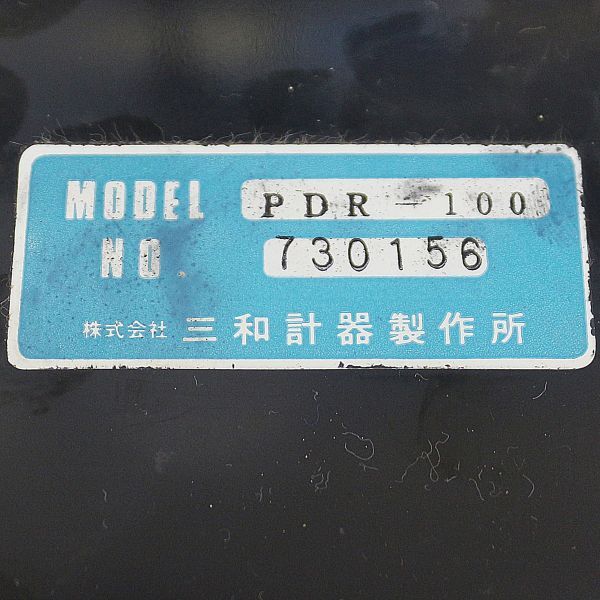 MODEL PDR-100
NO. 730156
株式会社 三和計器製作所